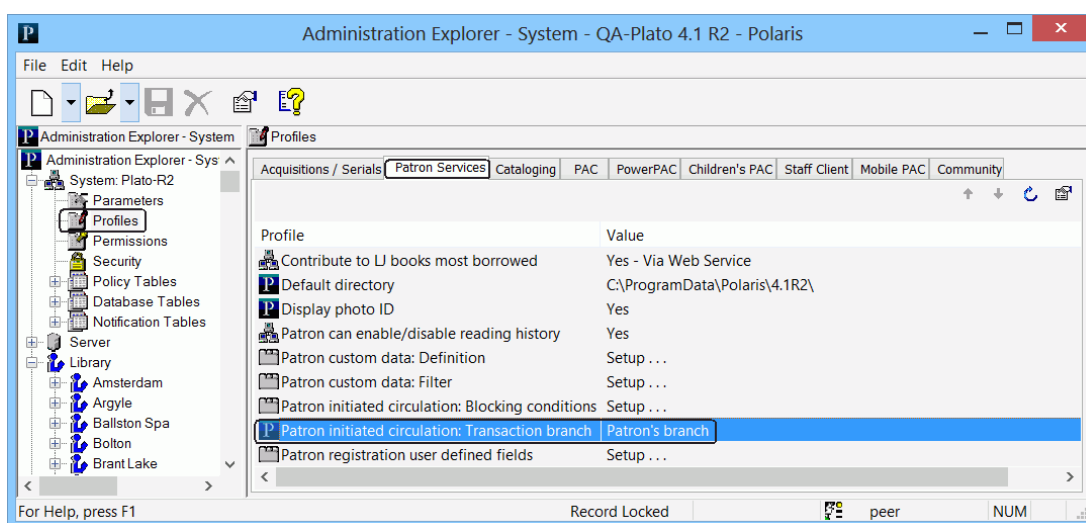 Administration Explorer - System - QA-Plato 4.1 R2 - Polaris
File Edit Help
Administration Explorer - System
Profiles
Administration Explorer - Sys
System: Plato-R2
Parameters
Profiles
Permissions
Security
Policy Tables
Database Tables
Notification Tables
Server
Library
Amsterdam
Argyle
Ballston Spa
Bolton
Brant Lake
Acquisitions / Serials Patron Services Cataloging PAC PowerPAC Children's PAC Staff Client Mobile PAC Community
Profile Value
Contribute to LJ books most borrowed Yes - Via Web Service
Default directory C:\ProgramData\Polaris\4.1R2\
Display photo ID Yes
Patron can enable/disable reading history Yes
Patron custom data: Definition Setup . . .
Patron custom data: Filter Setup . . .
Patron initiated circulation: Blocking conditions Setup . . .
Patron initiated circulation: Transaction branch Patron's branch
Patron registration user defined fields Setup . . .
For Help, press F1 Record Locked peer NUM